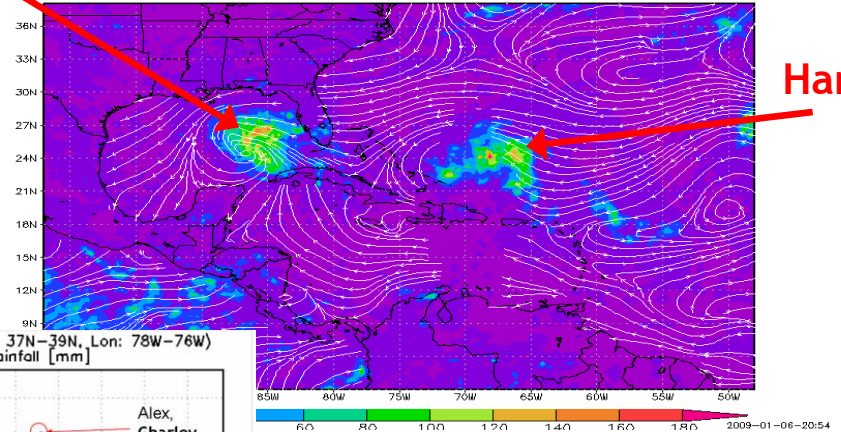 36N
33N
30N
27N
24N
21N
18N
15N
12N
9N
Har
85W 80W 75W 70W 65W 60W 55W 50W
60 80 100 120 140 160 180
2009-01-06-20:54
37N-39N, Lon: 78W-76W)
infall [mm]
Alex,
Charley